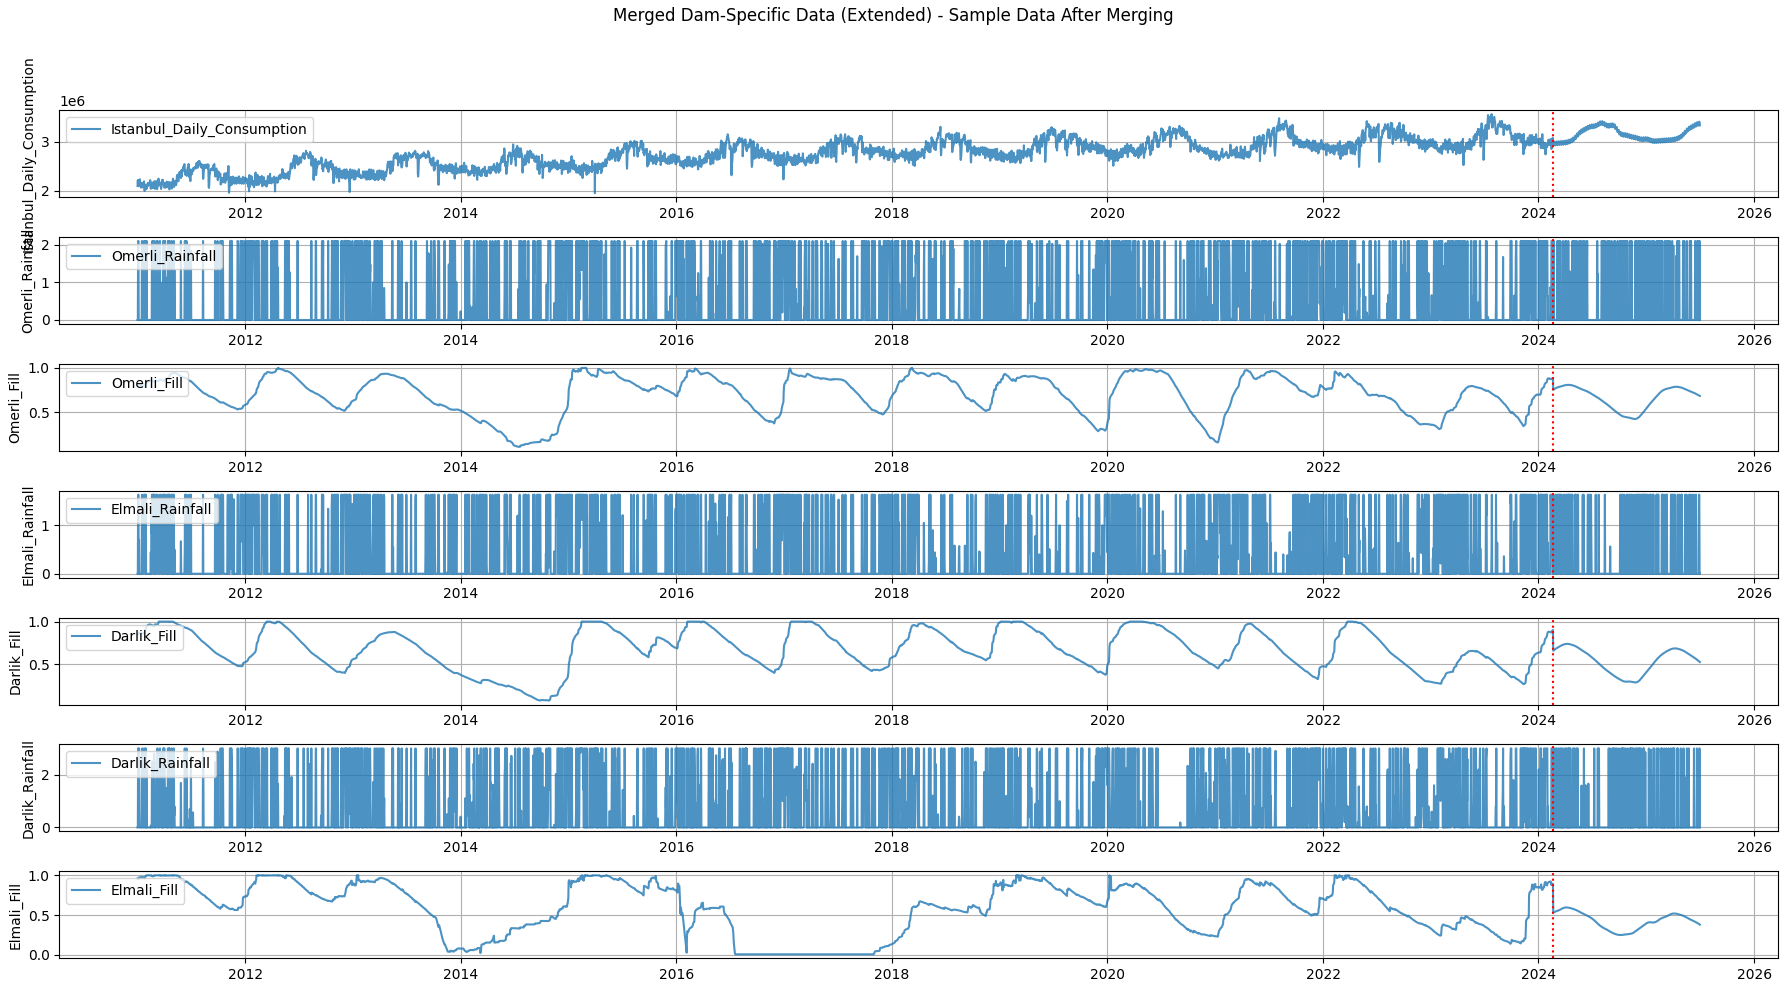 Merged Dam-Specific Data (Extended) - Sample Data After Merging
1e6
Istanbul_Daily_Consumption
Istanbul_Daily_Consumption
3
2
2012 2014 2016 2018 2020 2022 2024 2026
Omerli_Rainfall
Omerli_Rainfall
2
1
0
2012 2014 2016 2018 2020 2022 2024 2026
Omerli_Fill
Omerli_Fill
1.0
0.5
2012 2014 2016 2018 2020 2022 2024 2026
Elmali_Rainfall
Elmali_Rainfall
1
0
2012 2014 2016 2018 2020 2022 2024 2026
Darlik_Fill
Darlik_Fill
1.0
0.5
2012 2014 2016 2018 2020 2022 2024 2026
Darlik_Rainfall
Darlik_Rainfall
2
0
2012 2014 2016 2018 2020 2022 2024 2026
Elmali_Fill
Elmali_Fill
1.0
0.5
0.0
2012 2014 2016 2018 2020 2022 2024 2026